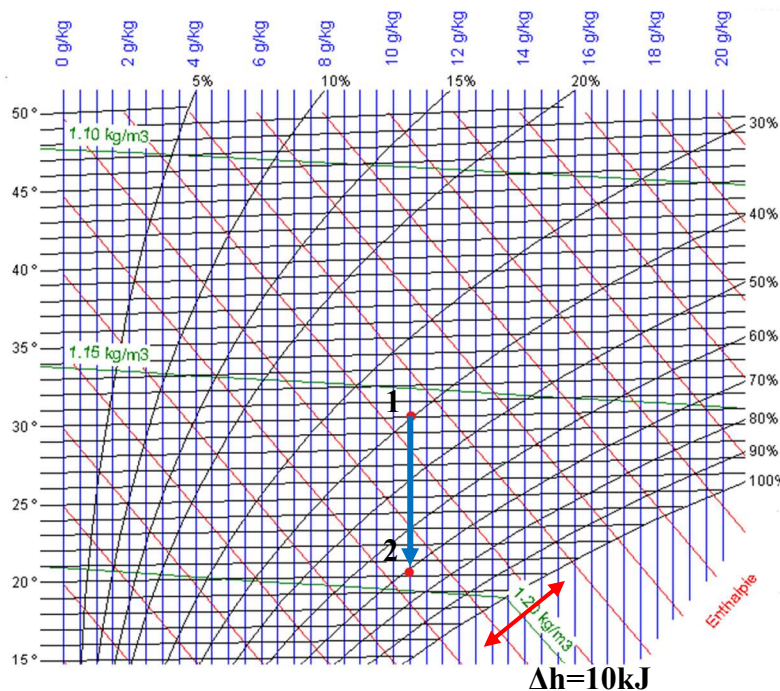 0 g/kg
2 g/kg
4 g/kg
6 g/kg
8 g/kg
10 g/kg
12 g/kg
14 g/kg
16 g/kg
18 g/kg
20 g/kg
5%
10%
15%
20%
50 °
1.10 kg/m3
30%
45 °
40%
40 °
50%
60%
35 °
1.15 kg/m3
70%
1
80%
30 °
90%
100%
25 °
2
20 °
1.20 kg/m3
Enthalpie
15 °
Δh=10kJ